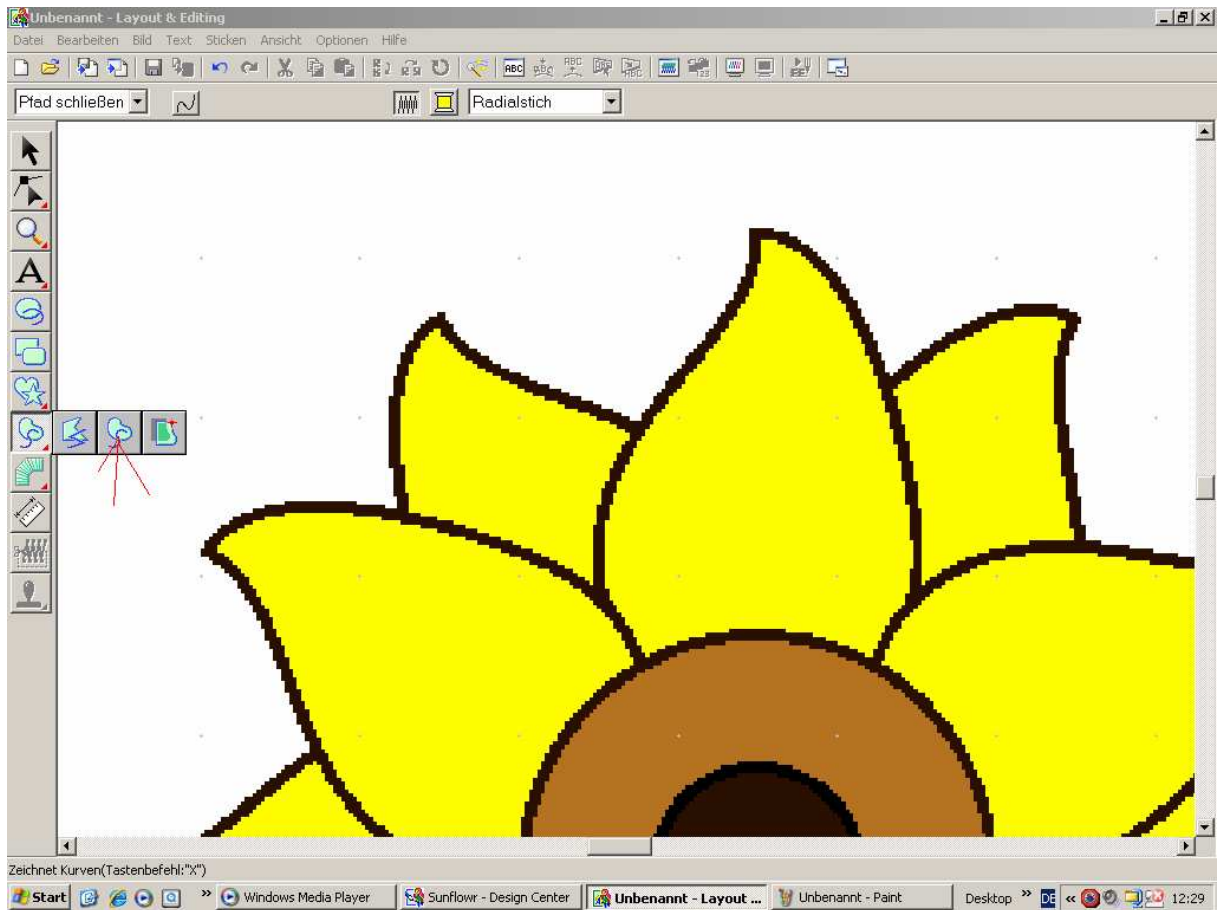 Unbenannt - Layout & Editing
Datei Bearbeiten Bild Text Sticken Ansicht Optionen Hilfe
Pfad schließen Radialstich
A
Zeichnet Kurven(Tastenbefehl:"X")
Start » Windows Media Player Sunflowr - Design Center Unbenannt - Layout ... Unbenannt - Paint Desktop » DE « 12:29